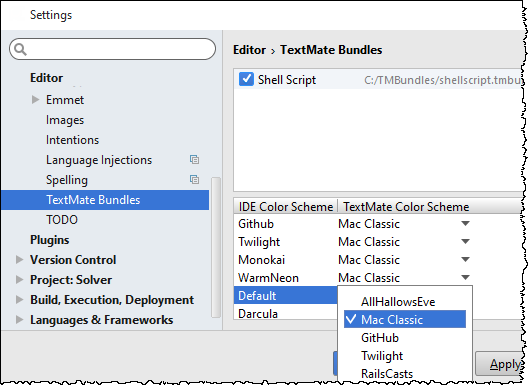 Settings
Editor › TextMate Bundles
Editor
Emmet
Images
Intentions
Language Injections
Spelling
TextMate Bundles
TODO
Plugins
Version Control
Project: Solver
Build, Execution, Deployment
Languages & Frameworks
Shell Script C:/TMBundles/shellscript.tmbu
IDE Color Scheme TextMate Color Scheme
Github Mac Classic
Twilight Mac Classic
Monokai Mac Classic
WarmNeon Mac Classic
Default
Darcula
AllHallowsEve
Mac Classic
GitHub
Twilight
RailsCasts
Apply